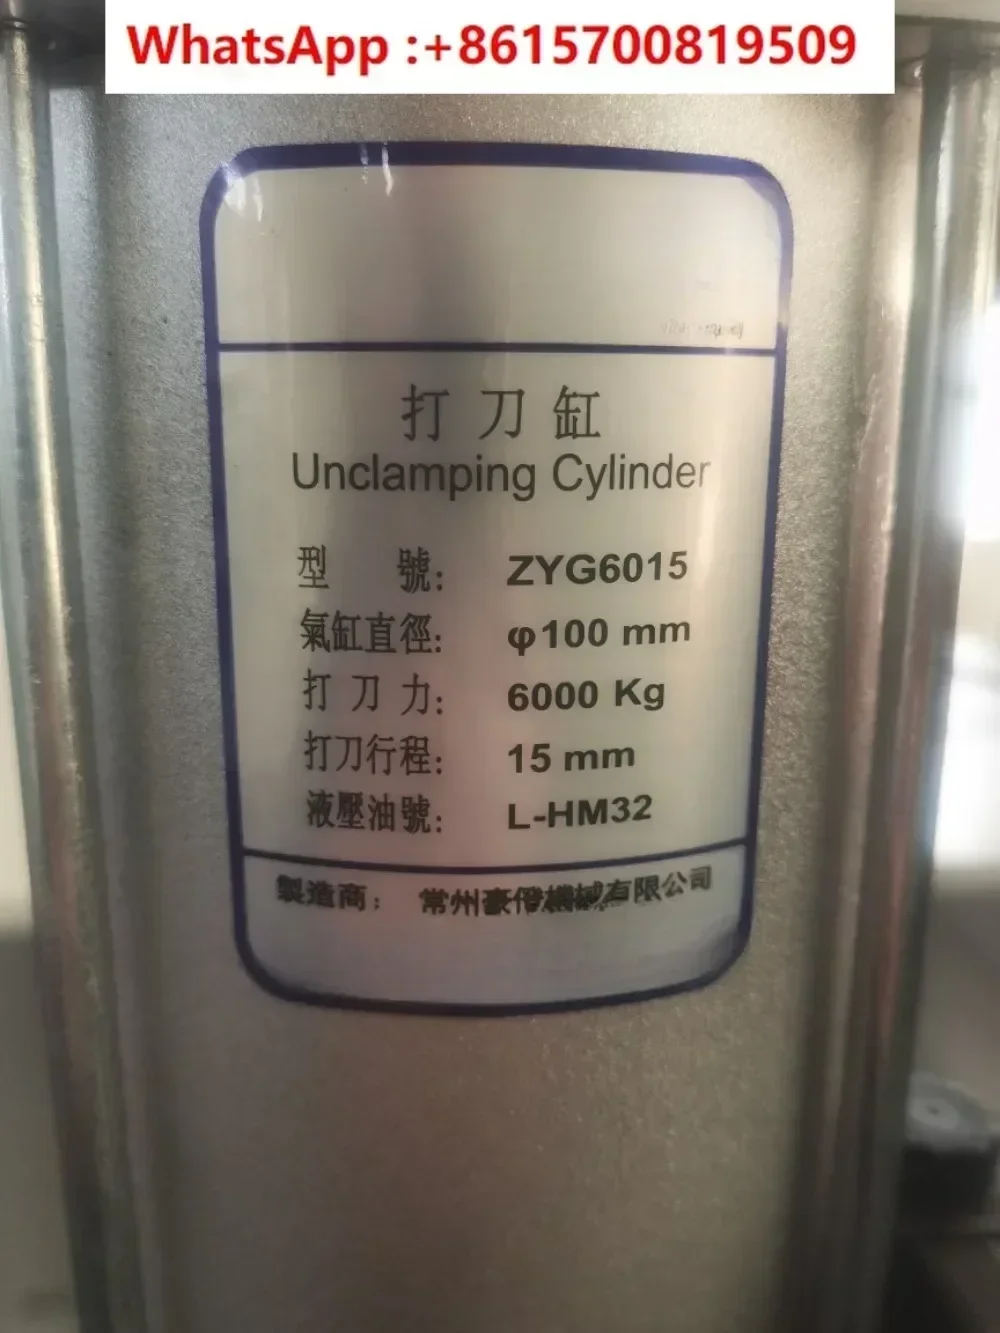 WhatsApp :+8615700819509
打刀缸
Unclamping Cylinder
型號: ZYG6015
氣缸直徑: φ100 mm
打刀力: 6000 Kg
打刀行程: 15 mm
液壓油號: L-HM32
製造商: 常州豪機械有限公司